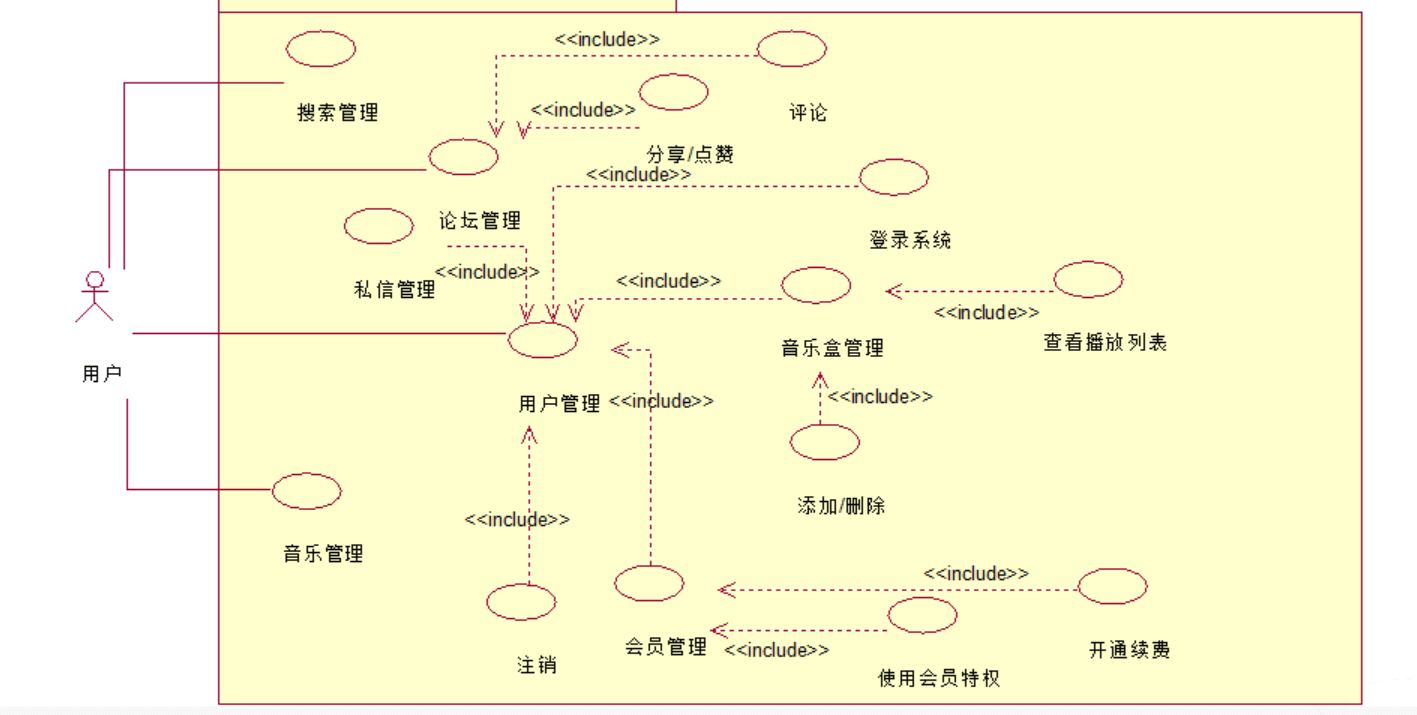 <<include>>
搜索管理
<<include>>
评论
分享/点赞
<<include>>
论坛管理
登录系统
私信管理
<<include>>
<<include>>
<<include>>
音乐盒管理
查看播放列表
用户
用户管理
<<include>>
<<include>>
添加/删除
<<include>>
音乐管理
<<include>>
注销
会员管理
<<include>>
开通续费
使用会员特权